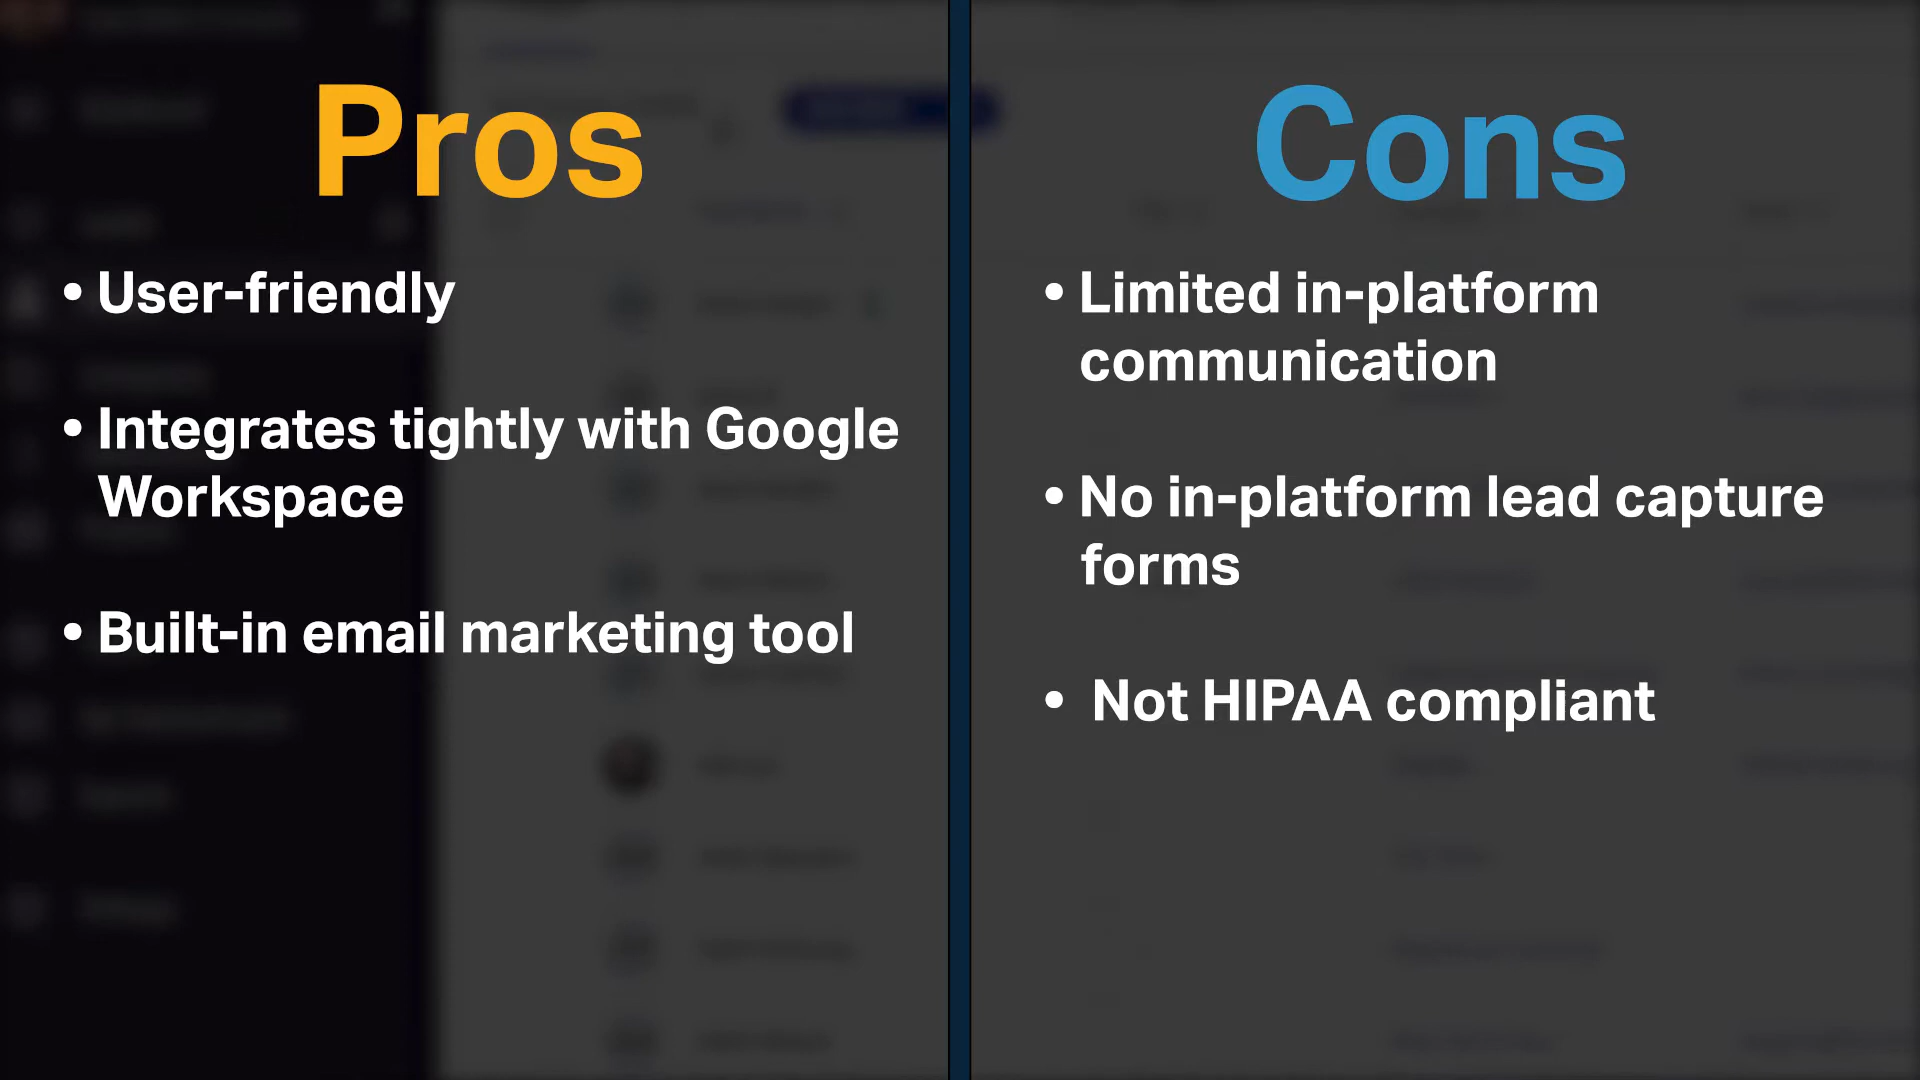 Pros
• User-friendly
• Integrates tightly with Google
Workspace
• Built-in email marketing tool
Cons
• Limited in-platform
communication
• No in-platform lead capture
forms
• Not HIPAA compliant